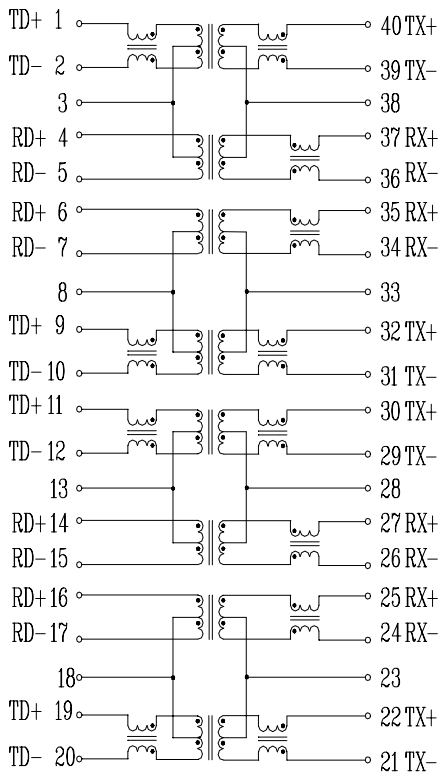 TD+ 1 40 TX+
TD- 2 39 TX-
3 38
RD+ 4 37 RX+
RD- 5 36 RX-
RD+ 6 35 RX+
RD- 7 34 RX-
8 33
TD+ 9 32 TX+
TD- 10 31 TX-
TD+ 11 30 TX+
TD- 12 29 TX-
13 28
RD+ 14 27 RX+
RD- 15 26 RX-
RD+ 16 25 RX+
RD- 17 24 RX-
18 23
TD+ 19 22 TX+
TD- 20 21 TX-